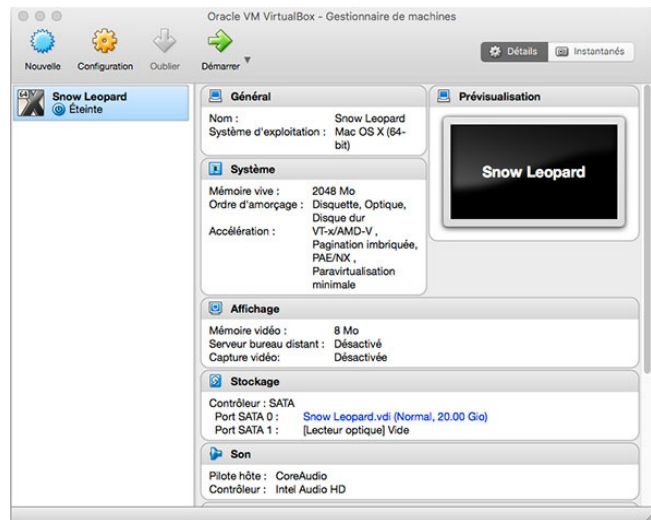 Oracle VM VirtualBox - Gestionnaire de machines
Nouvelle
Configuration
Oublier
Démarrer
Détails
Instantanés
64
Snow Leopard
Éteinte
Général
Nom : Snow Leopard
Système d'exploitation : Mac OS X (64-
bit)
Prévisualisation
Snow Leopard
Système
Mémoire vive : 2048 Mo
Ordre d'amorçage : Disquette, Optique,
Disque dur
Accélération : VT-x/AMD-V ,
Pagination imbriquée,
PAE/NX ,
Paravirtualisation
minimale
Affichage
Mémoire vidéo : 8 Mo
Serveur bureau distant : Désactivé
Capture vidéo: Désactivée
Stockage
Contrôleur : SATA
Port SATA 0 : Snow Leopard.vdi (Normal, 20.00 Gio)
Port SATA 1 : [Lecteur optique] Vide
Son
Pilote hôte : CoreAudio
Contrôleur : Intel Audio HD